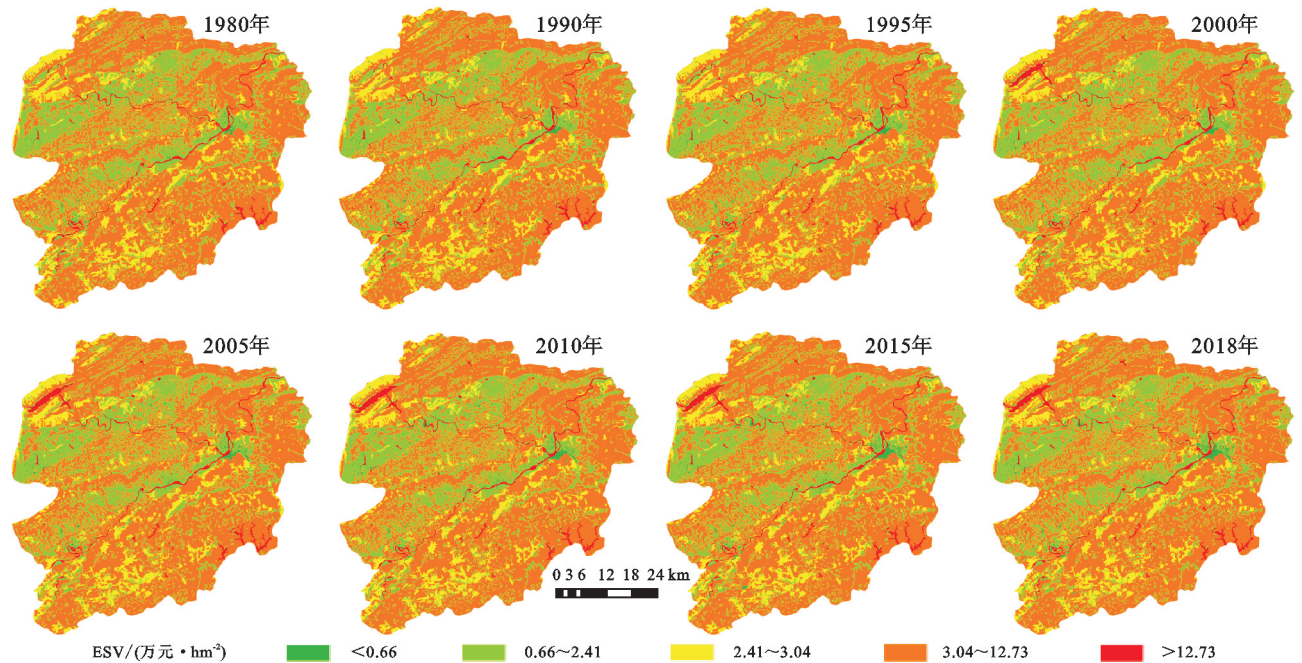 1980年 1990年 1995年 2000年
2005年 2010年 2015年 2018年
0 3 6 12 18 24 km
ESV/(万元·hm⁻²) <0.66 0.66～2.41 2.41～3.04 3.04～12.73 >12.73